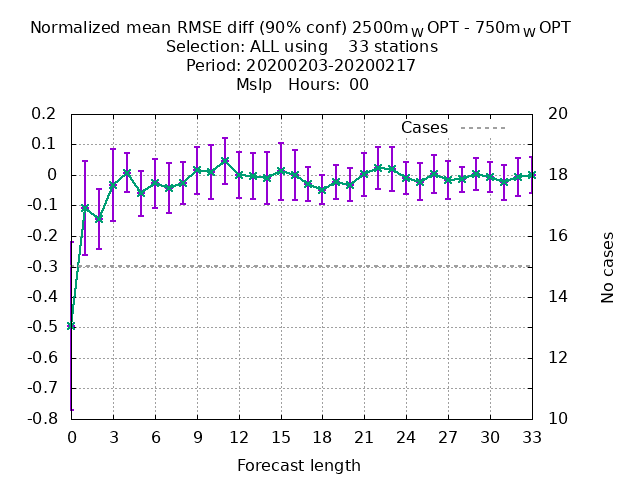 Normalized mean RMSE diff (90% conf) 2500m_W OPT - 750m_W OPT
Selection: ALL using 33 stations
Period: 20200203-20200217
Mslp Hours: 00
Cases
0.2
0.1
0
-0.1
-0.2
-0.3
-0.4
-0.5
-0.6
-0.7
-0.8
20
18
16
14
12
10
No cases
0 3 6 9 12 15 18 21 24 27 30 33
Forecast length